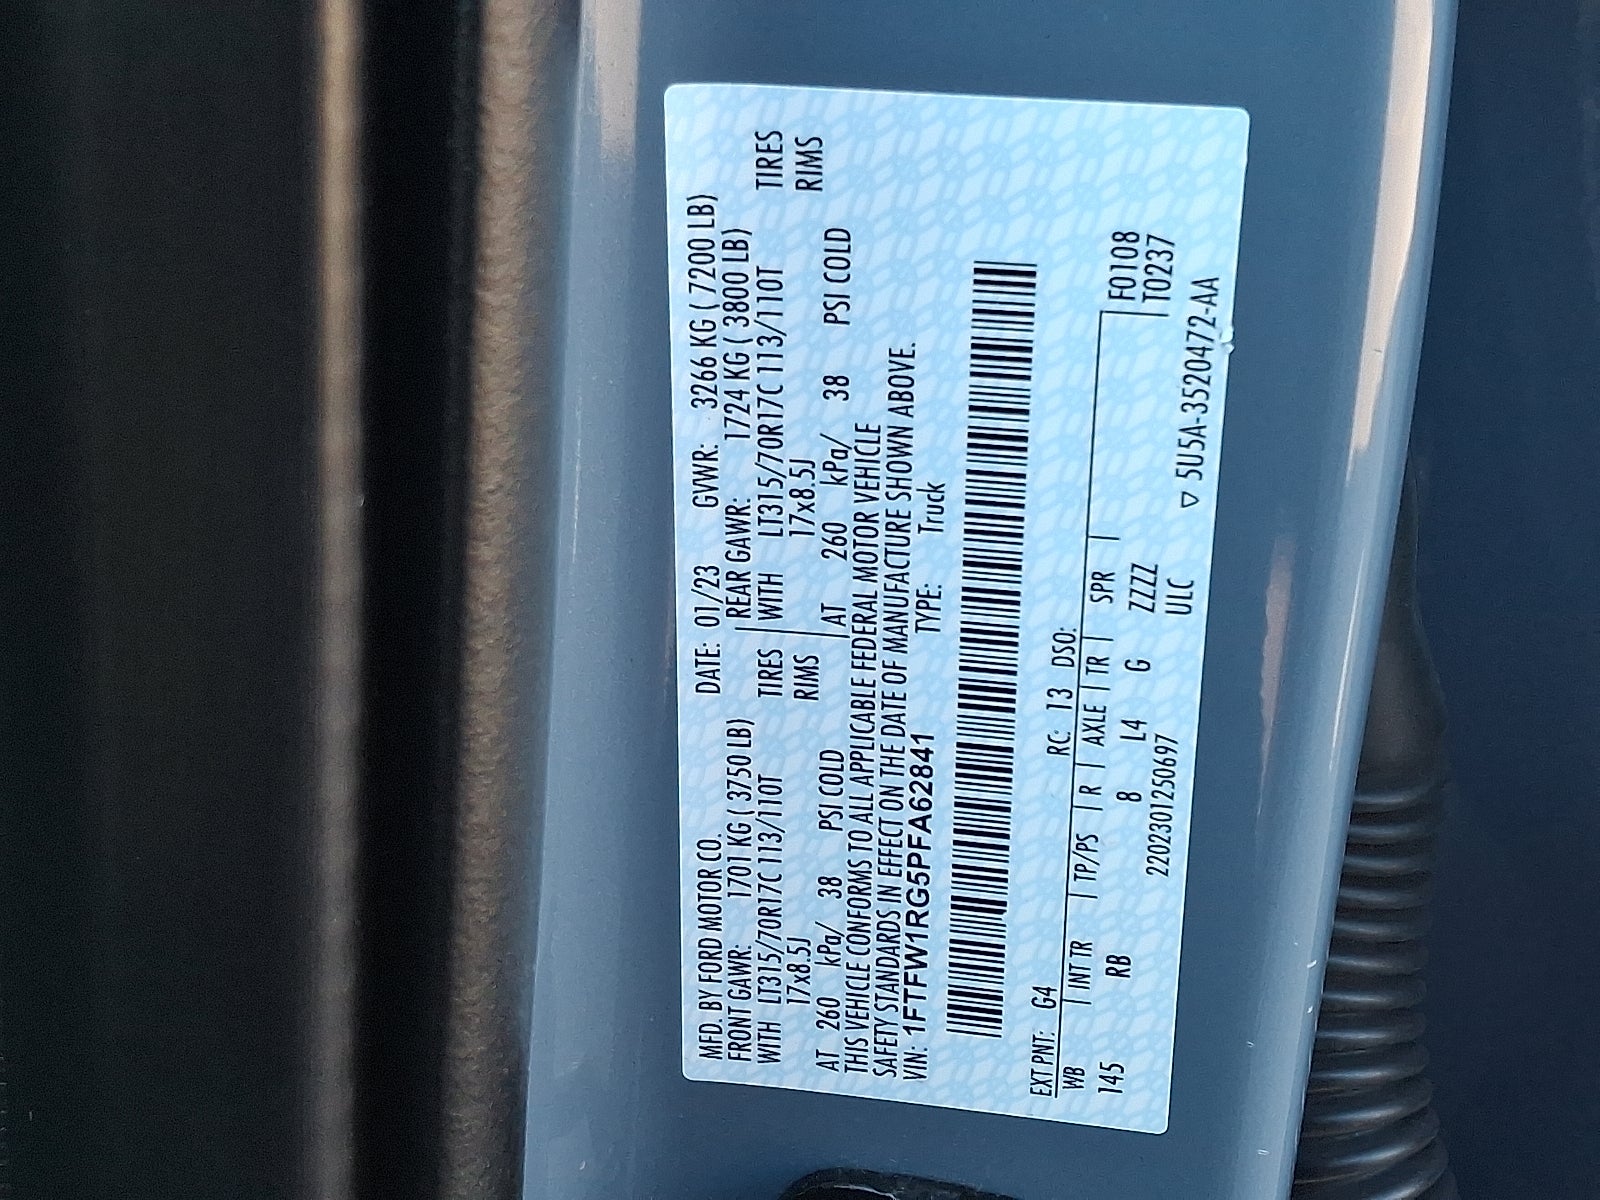 MFD. BY FORD MOTOR CO. DATE: 01/23 GVWR: 3266 KG ( 7200 LB)
FRONT GAWR: 1701 KG ( 3750 LB) REAR GAWR: 1724 KG ( 3800 LB)
WITH LT315/70R17C 113/110T TIRES WITH LT315/70R17C 113/110T TIRES
17x8.5J RIMS 17x8.5J RIMS
AT 260 kPa/ 38 PSI COLD AT 260 kPa/ 38 PSI COLD
THIS VEHICLE CONFORMS TO ALL APPLICABLE FEDERAL MOTOR VEHICLE
SAFETY STANDARDS IN EFFECT ON THE DATE OF MANUFACTURE SHOWN ABOVE.
VIN: 1FTFW1RG5PFA62841 TYPE: Truck
EXT PNT: G4 RC: 13 DSO:
WB INT TR TP/PS R AXLE TR SPR F0108
145 RB 8 L4 G ZZZZ T0237
2202301250697 ULC
▽ 5U5A-3520472-AA